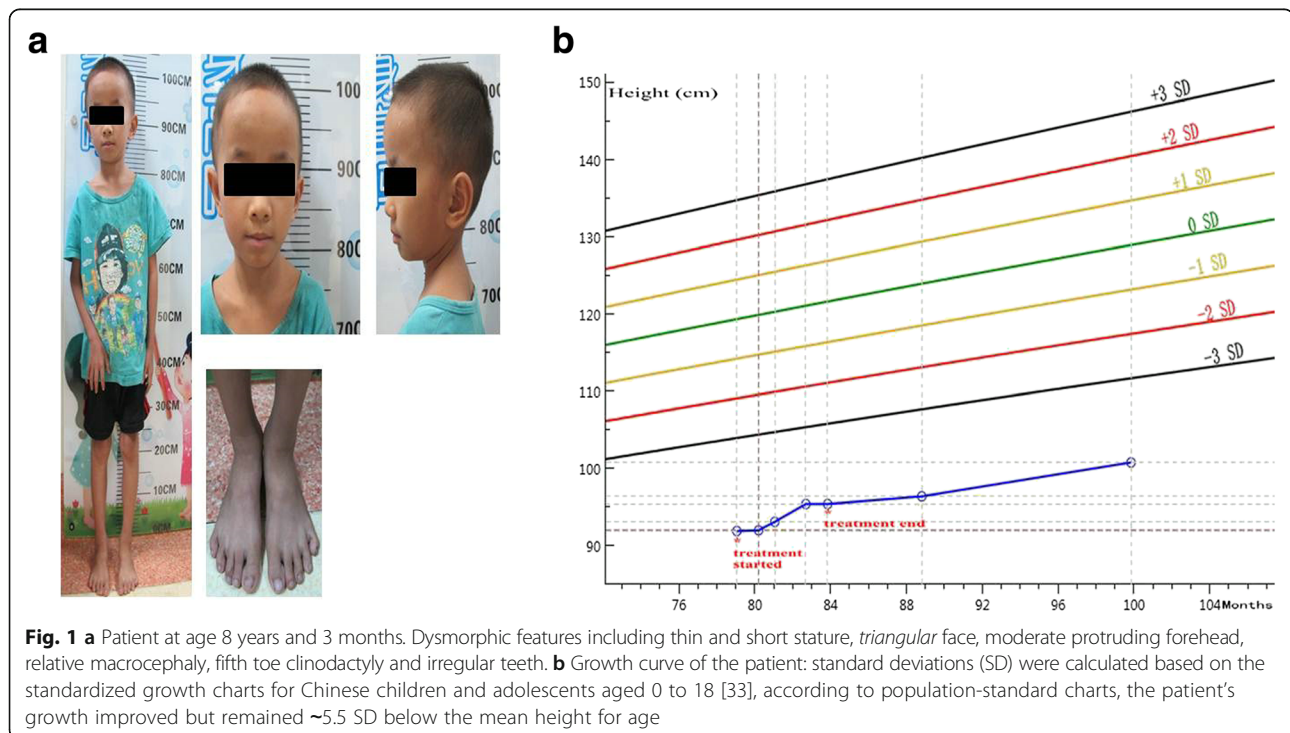 a
100CM
90CM
80CM
60CM
50CM
40CM
30CM
20CM
10CM
100
900
800
700
b
Height (cm)
150
140
130
120
110
100
90
+3 SD
+2 SD
+1 SD
0 SD
-1 SD
-2 SD
-3 SD
* treatment started
* treatment end
76 80 84 88 92 96 100 104 Months
Fig. 1 a Patient at age 8 years and 3 months. Dysmorphic features including thin and short stature, triangular face, moderate protruding forehead,
relative macrocephaly, fifth toe clinodactyly and irregular teeth. b Growth curve of the patient: standard deviations (SD) were calculated based on the
standardized growth charts for Chinese children and adolescents aged 0 to 18 [33], according to population-standard charts, the patient's
growth improved but remained ~5.5 SD below the mean height for age